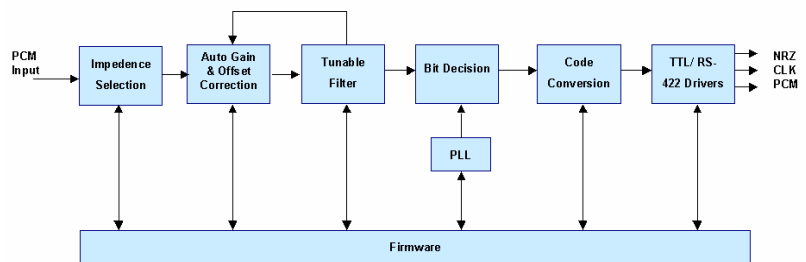 PCM
Input
Impedence
Selection
Auto Gain
& Offset
Correction
Tunable
Filter
Bit Decision
Code
Conversion
TTL/ RS-
422 Drivers
NRZ
CLK
PCM
PLL
Firmware